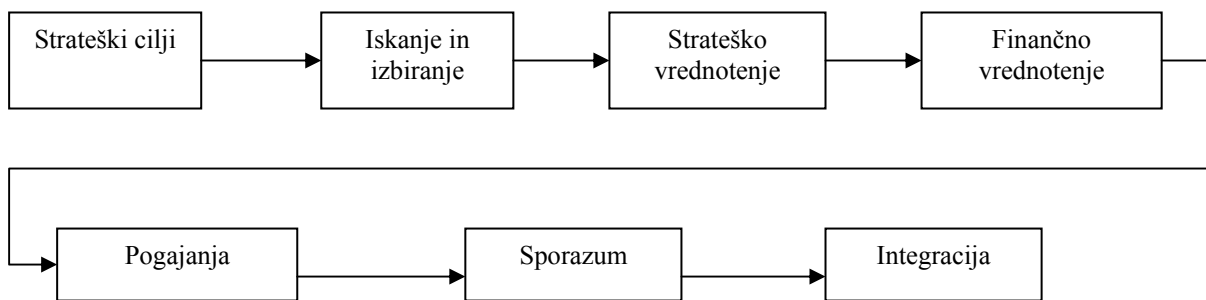 Strateški cilji
Iskanje in
izbiranje
Strateško
vrednotenje
Finančno
vrednotenje
Pogajanja
Sporazum
Integracija